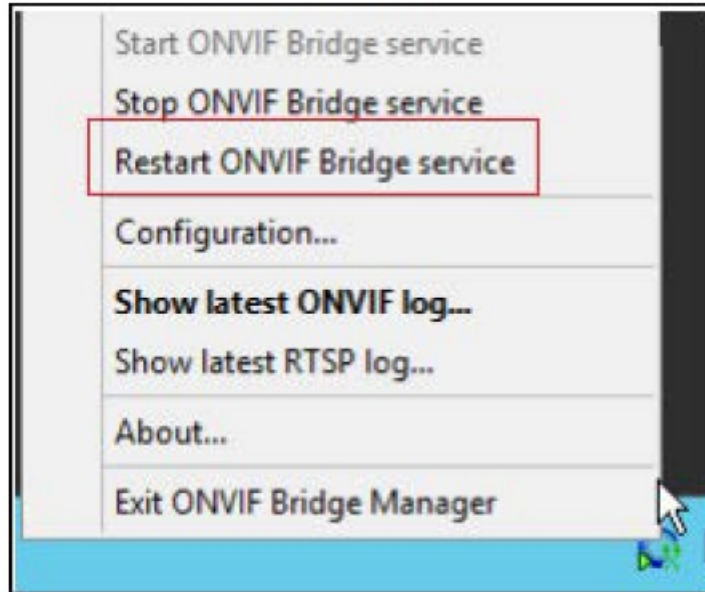 Start ONVIF Bridge service
Stop ONVIF Bridge service
Restart ONVIF Bridge service
Configuration...
Show latest ONVIF log...
Show latest RTSP log...
About...
Exit ONVIF Bridge Manager